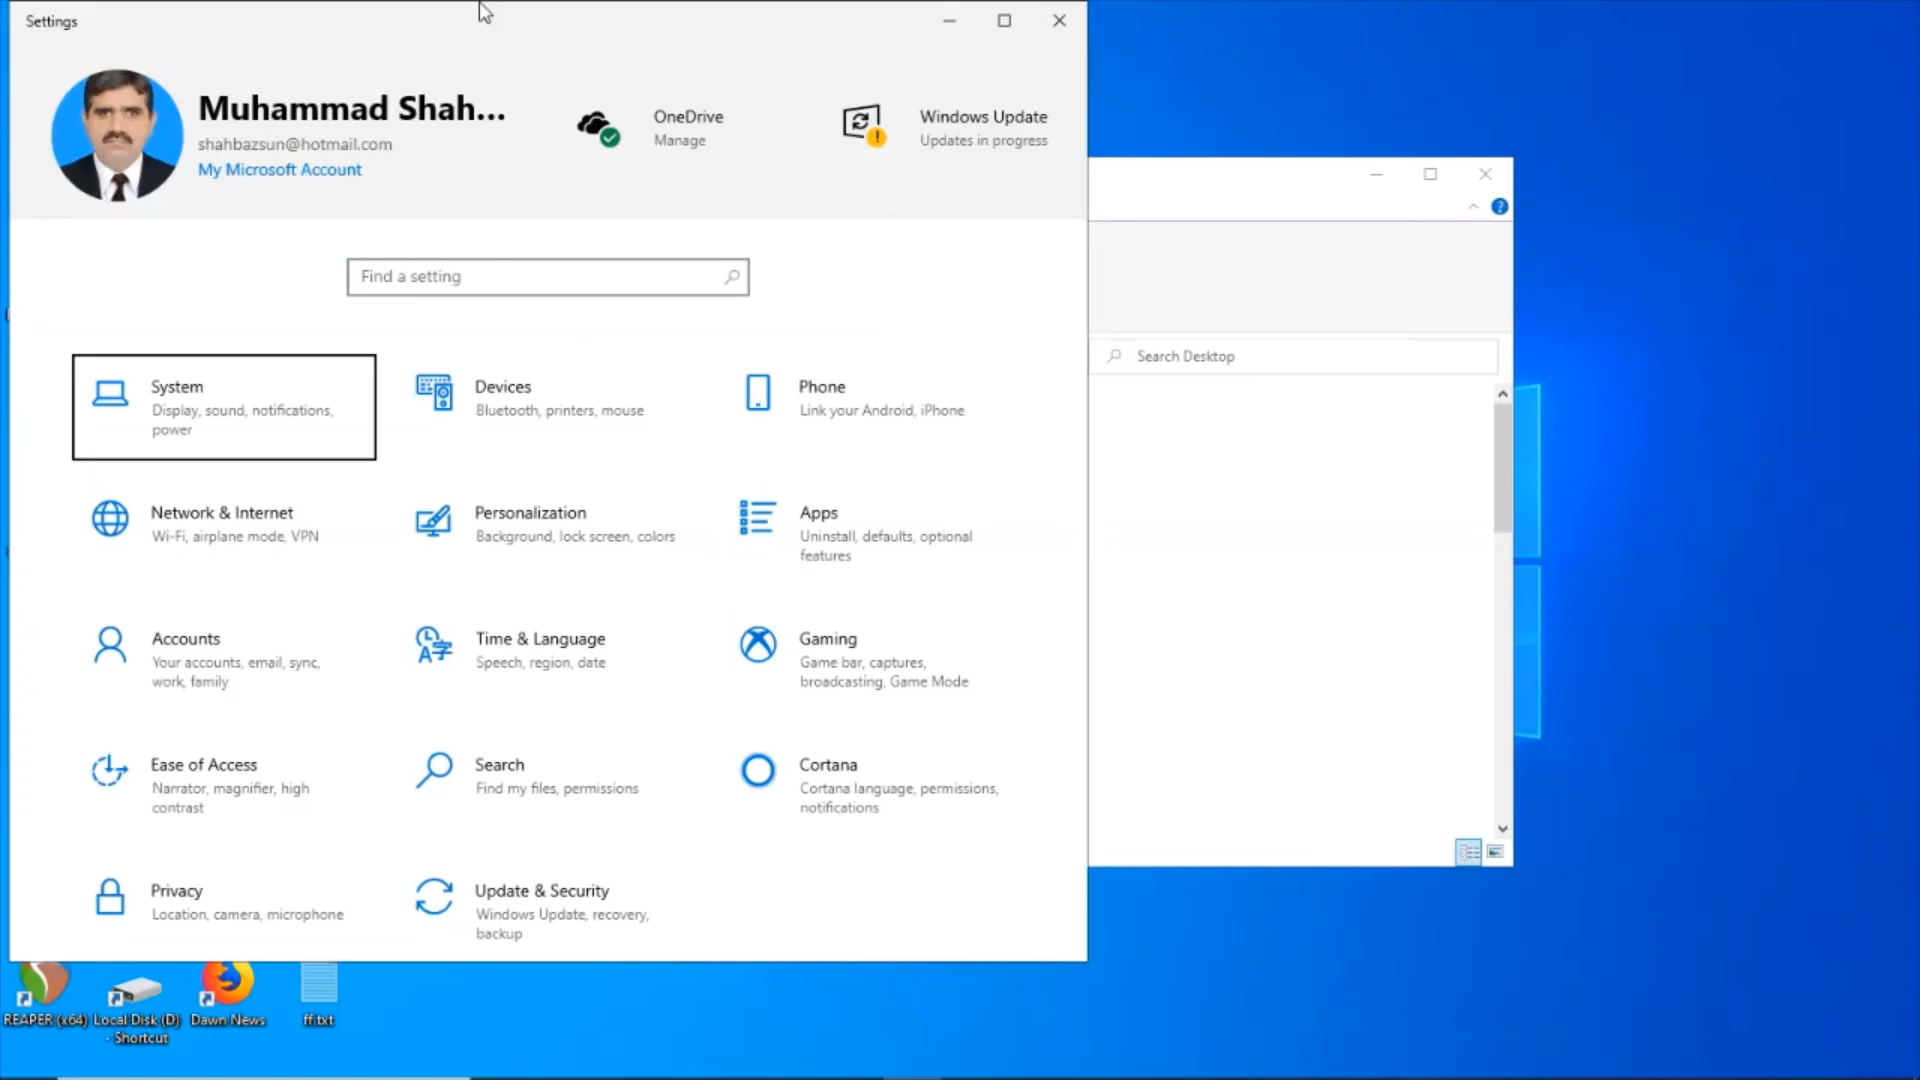 Settings
Muhammad Shah...
shahbazsun@hotmail.com
My Microsoft Account
OneDrive
Manage
Windows Update
Updates in progress
Find a setting
System
Display, sound, notifications,
power
Devices
Bluetooth, printers, mouse
Phone
Link your Android, iPhone
Network & Internet
Wi-Fi, airplane mode, VPN
Personalization
Background, lock screen, colors
Apps
Uninstall, defaults, optional
features
Accounts
Your accounts, email, sync,
work, family
Time & Language
Speech, region, date
Gaming
Game bar, captures,
broadcasting, Game Mode
Ease of Access
Narrator, magnifier, high
contrast
Search
Find my files, permissions
Cortana
Cortana language, permissions,
notifications
Privacy
Location, camera, microphone
Update & Security
Windows Update, recovery,
backup
Search Desktop
REAPER (x64)
Local Disk (D)
- Shortcut
Dawn News
ff.txt